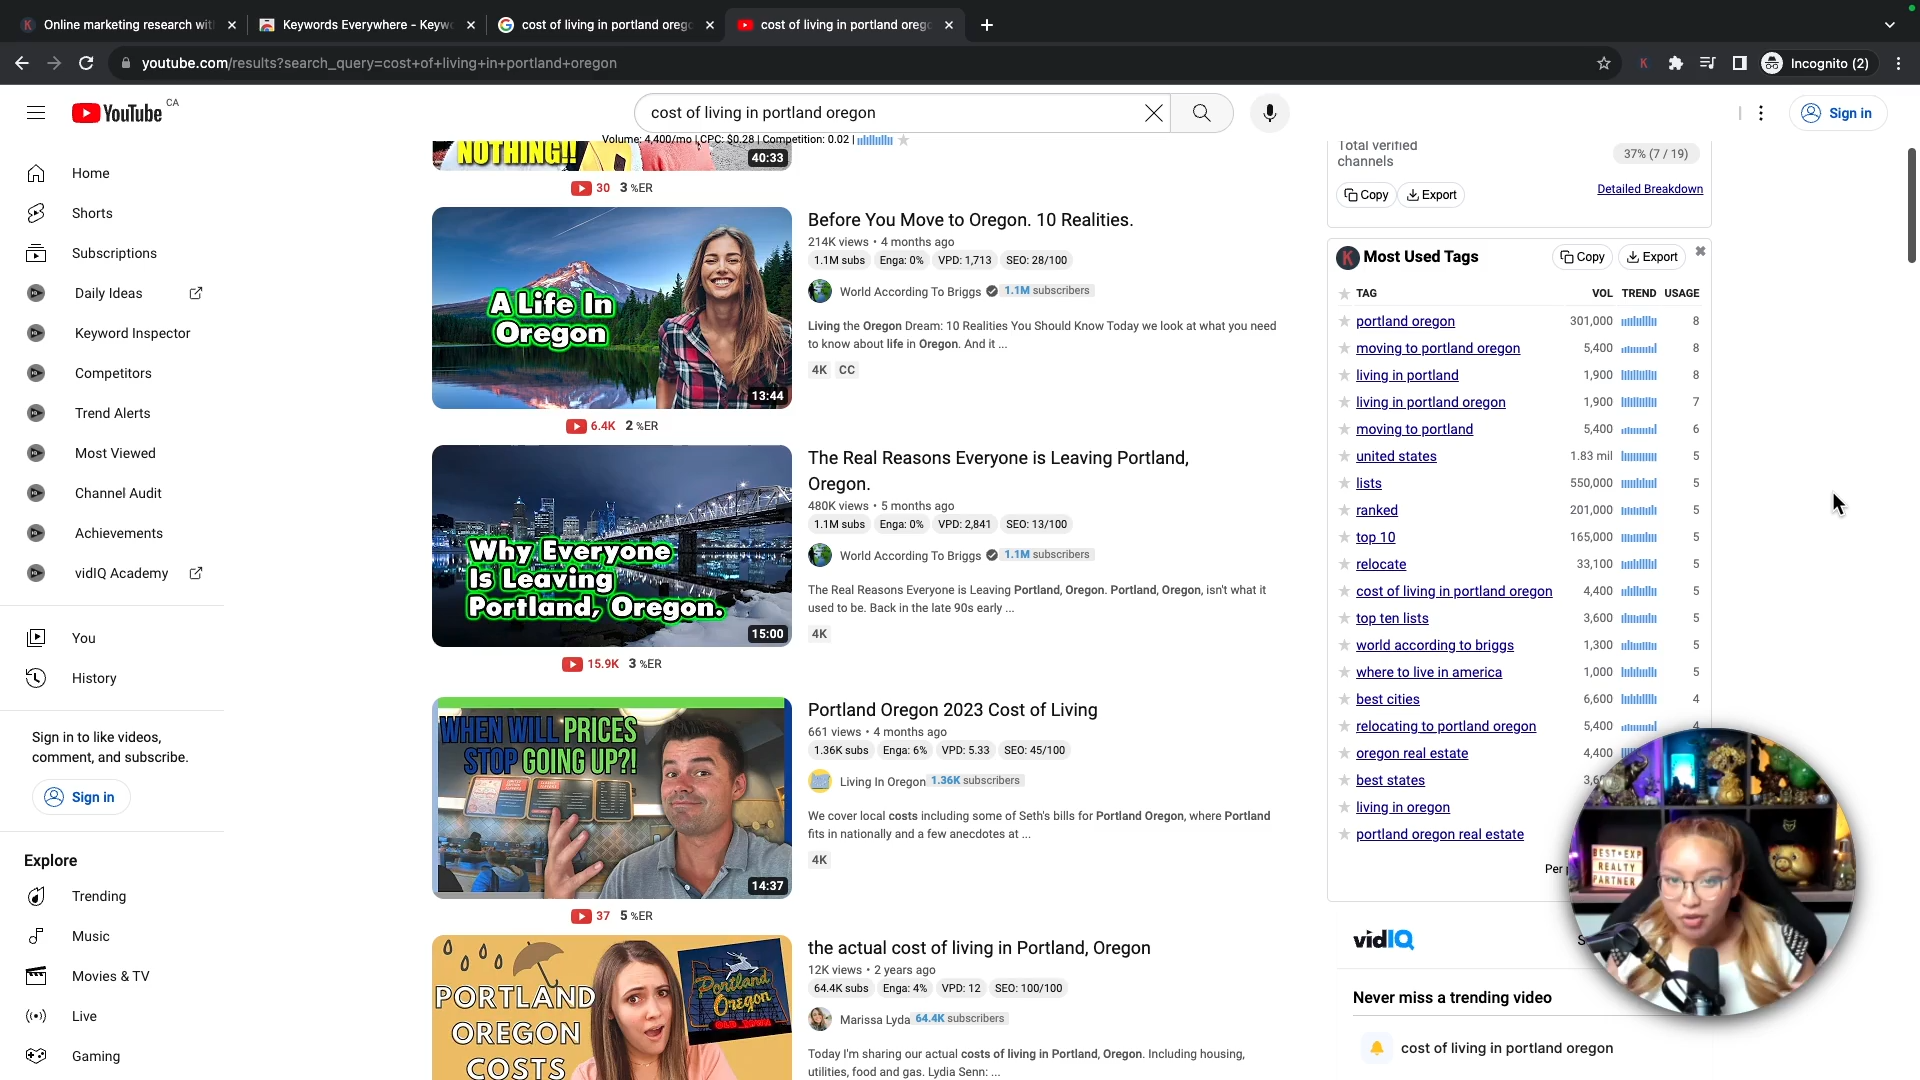 Online marketing research wit
Keywords Everywhere - Keyw
cost of living in portland orego
cost of living in portland orego
youtube.com/results?search_query=cost+of+living+in+portland+oregon
Incognito (2)
YouTube CA
cost of living in portland oregon
Sign in
Volume: 4,400/mo | CPC: $0.28 | Competition: 0.02 |
Home
Shorts
Subscriptions
Daily Ideas
Keyword Inspector
Competitors
Trend Alerts
Most Viewed
Channel Audit
Achievements
vidIQ Academy
You
History
Sign in to like videos,
comment, and subscribe.
Sign in
Explore
Trending
Music
Movies & TV
Live
Gaming
NOTHING!!
40:33
30 3 %ER
A Life In
Oregon
13:44
Before You Move to Oregon. 10 Realities.
214K views • 4 months ago
1.1M subs Enga: 0% VPD: 1,713 SEO: 28/100
World According To Briggs 1.1M subscribers
Living the Oregon Dream: 10 Realities You Should Know Today we look at what you need
to know about life in Oregon. And it ...
4K CC
6.4K 2 %ER
Why Everyone
Is Leaving
Portland, Oregon.
15:00
The Real Reasons Everyone is Leaving Portland,
Oregon.
480K views • 5 months ago
1.1M subs Enga: 0% VPD: 2,841 SEO: 13/100
World According To Briggs 1.1M subscribers
The Real Reasons Everyone is Leaving Portland, Oregon. Portland, Oregon, isn't what it
used to be. Back in the late 90s early ...
4K
15.9K 3 %ER
WHEN WILL PRICES
STOP GOING UP?!
14:37
Portland Oregon 2023 Cost of Living
661 views • 4 months ago
1.36K subs Enga: 6% VPD: 5.33 SEO: 45/100
Living In Oregon 1.36K subscribers
We cover local costs including some of Seth's bills for Portland Oregon, where Portland
fits in nationally and a few anecdotes at ...
4K
37 5 %ER
PORTLAND
OREGON
COSTS
Portland
Oregon
OLD TOWN
the actual cost of living in Portland, Oregon
12K views • 2 years ago
64.4K subs Enga: 4% VPD: 12 SEO: 100/100
Marissa Lyda 64.4K subscribers
Today I'm sharing our actual costs of living in Portland, Oregon. Including housing,
utilities, food and gas. Lydia Senn: ...
Total verified
channels
37% (7 / 19)
Copy Export
Detailed Breakdown
Most Used Tags
Copy Export
TAG VOL TREND USAGE
portland oregon 301,000 8
moving to portland oregon 5,400 8
living in portland 1,900 8
living in portland oregon 1,900 7
moving to portland 5,400 6
united states 1.83 mil 5
lists 550,000 5
ranked 201,000 5
top 10 165,000 5
relocate 33,100 5
cost of living in portland oregon 4,400 5
top ten lists 3,600 5
world according to briggs 1,300 5
where to live in america 1,000 5
best cities 6,600 4
relocating to portland oregon 5,400 4
oregon real estate 4,400
best states
living in oregon
portland oregon real estate
Per
BEST EXP
REALTY
PARTNER
vidIQ
Never miss a trending video
cost of living in portland oregon